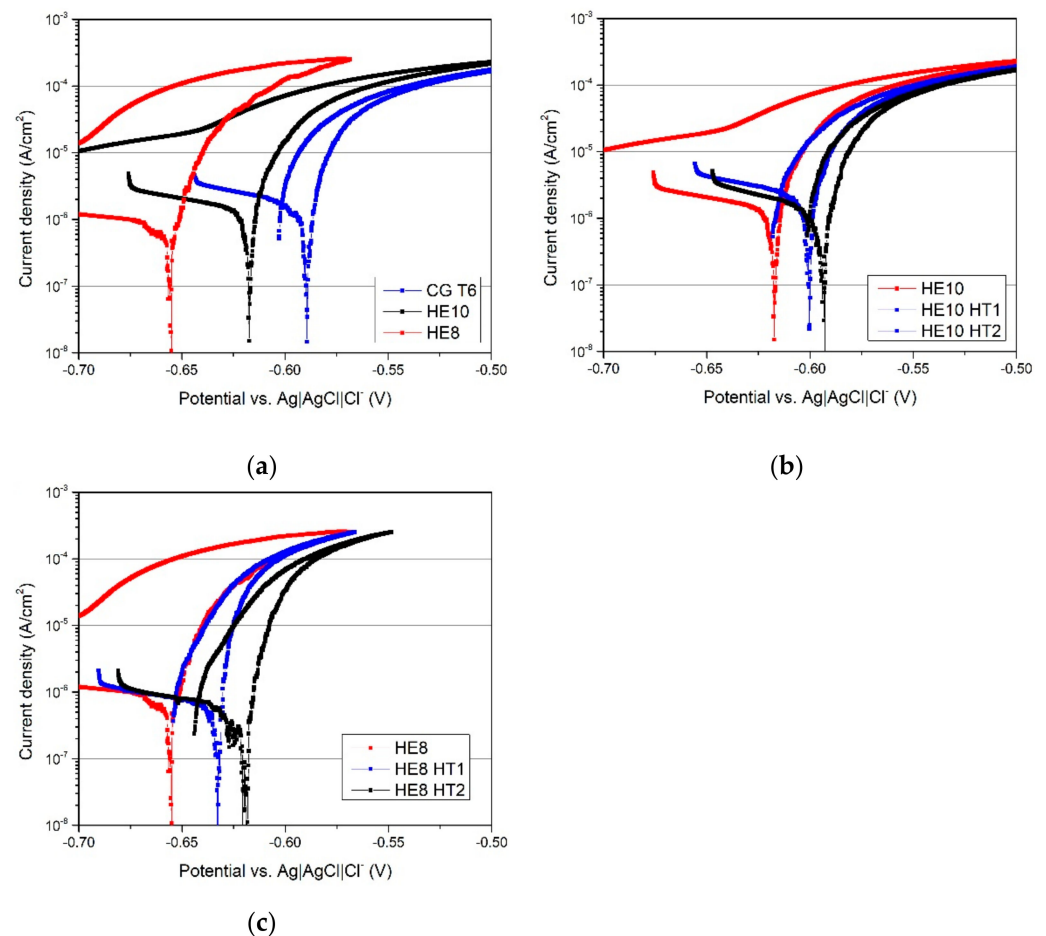 10⁻³
10⁻⁴
10⁻⁵
10⁻⁶
10⁻⁷
10⁻⁸
Current density (A/cm²)
-0.70
-0.65
-0.60
-0.55
-0.50
Potential vs. Ag|AgCl|Cl⁻ (V)
CG T6
HE10
HE8
(a)
10⁻³
10⁻⁴
10⁻⁵
10⁻⁶
10⁻⁷
10⁻⁸
Current density (A/cm²)
-0.70
-0.65
-0.60
-0.55
-0.50
Potential vs. Ag|AgCl|Cl⁻ (V)
HE10
HE10 HT1
HE10 HT2
(b)
10⁻³
10⁻⁴
10⁻⁵
10⁻⁶
10⁻⁷
10⁻⁸
Current density (A/cm²)
-0.70
-0.65
-0.60
-0.55
-0.50
Potential vs. Ag|AgCl|Cl⁻ (V)
HE8
HE8 HT1
HE8 HT2
(c)